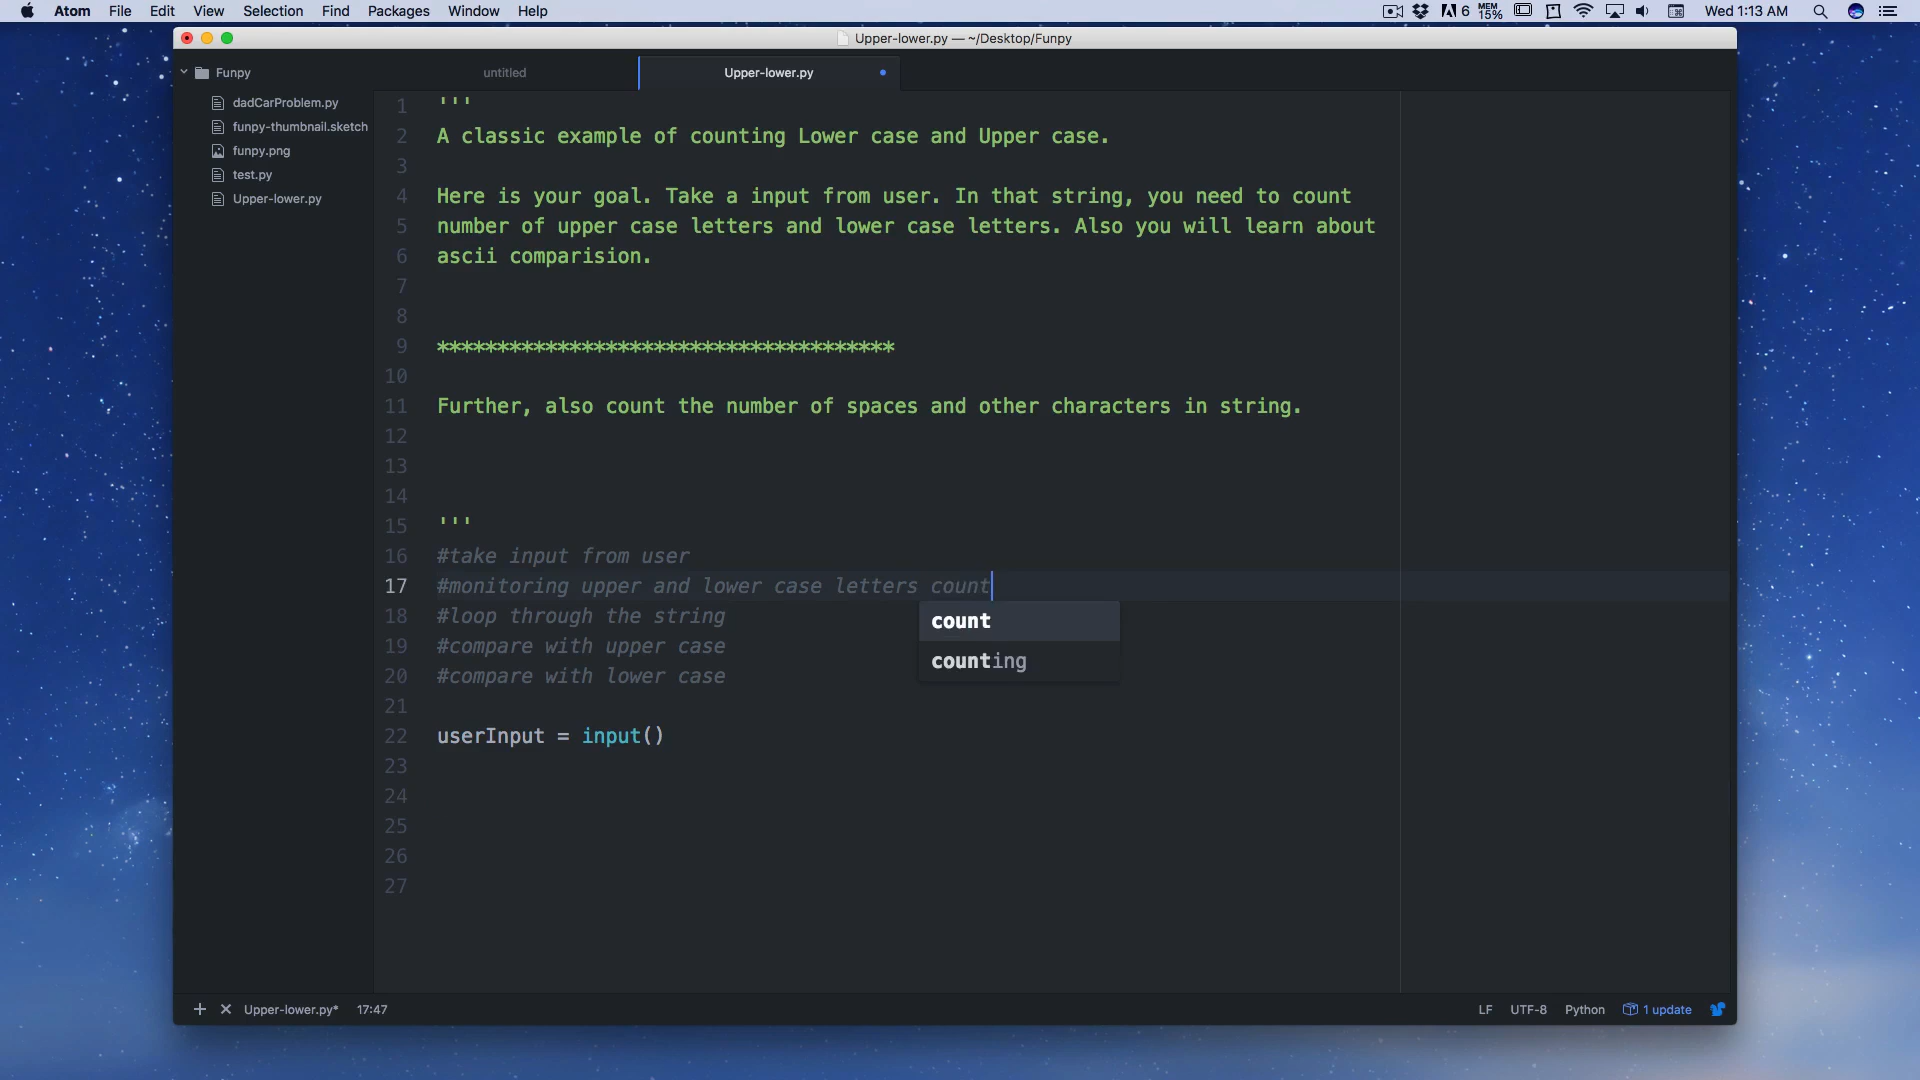 Atom File Edit View Selection Find Packages Window Help
6 MEM 15% Wed 1:13 AM
Upper-lower.py — ~/Desktop/Funpy
Funpy
dadCarProblem.py
funpy-thumbnail.sketch
funpy.png
test.py
Upper-lower.py
untitled
Upper-lower.py
1 '''
2 A classic example of counting Lower case and Upper case.
3
4 Here is your goal. Take a input from user. In that string, you need to count
5 number of upper case letters and lower case letters. Also you will learn about
6 ascii comparision.
7
8
9 **************************************
10
11 Further, also count the number of spaces and other characters in string.
12
13
14
15 '''
16 #take input from user
17 #monitoring upper and lower case letters count
18 #loop through the string
19 #compare with upper case
20 #compare with lower case
21
22 userInput = input()
23
24
25
26
27
count
counting
Upper-lower.py* 17:47
LF UTF-8 Python 1 update